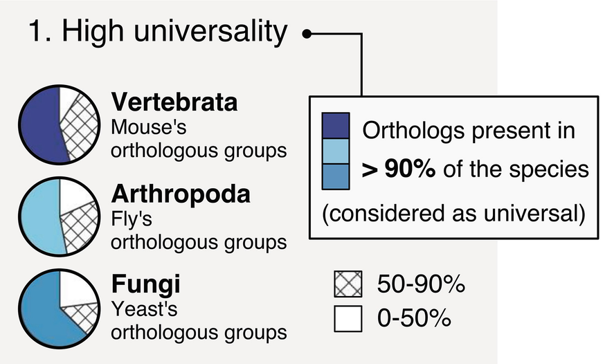 1. High universality
Vertebrata
Mouse's
orthologous groups
Arthropoda
Fly's
orthologous groups
Fungi
Yeast's
orthologous groups
Orthologs present in
> 90% of the species
(considered as universal)
50-90%
0-50%